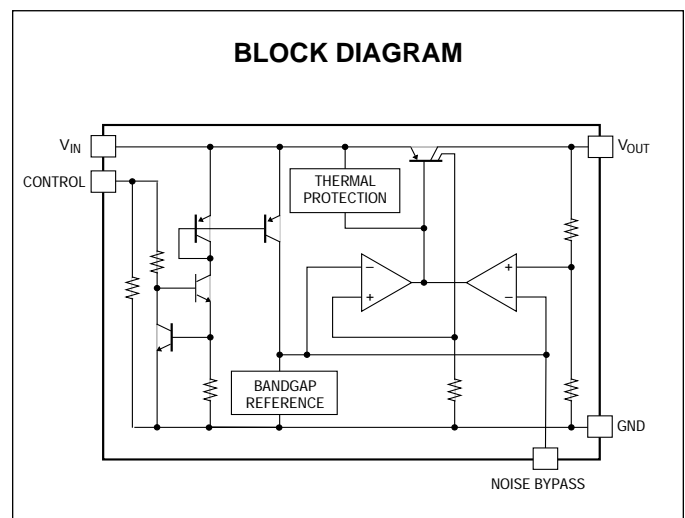 BLOCK DIAGRAM
VIN
VOUT
CONTROL
THERMAL
PROTECTION
−
+
+
−
BANDGAP
REFERENCE
GND
NOISE BYPASS